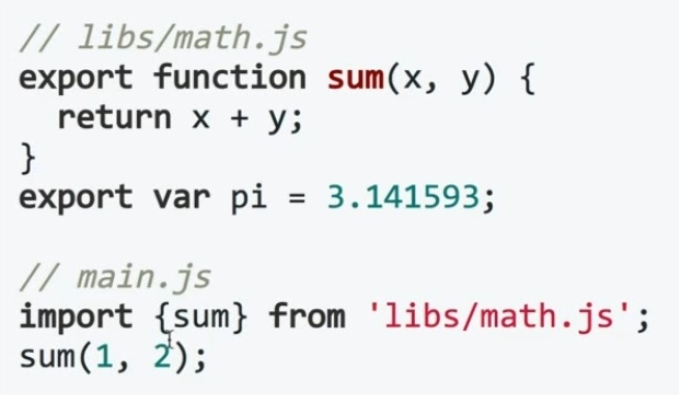 // libs/math.js
export function sum(x, y) {
  return x + y;
}
export var pi = 3.141593;

// main.js
import {sum} from 'libs/math.js';
sum(1, 2);